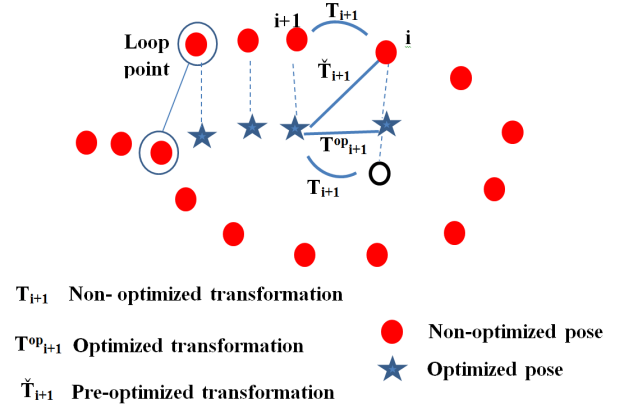 Loop
point
i+1
T_{i+1}
i
Ť_{i+1}
T^{op}_{i+1}
T_{i+1}
T_{i+1} Non- optimized transformation
T^{op}_{i+1} Optimized transformation
Ť_{i+1} Pre-optimized transformation
Non-optimized pose
Optimized pose